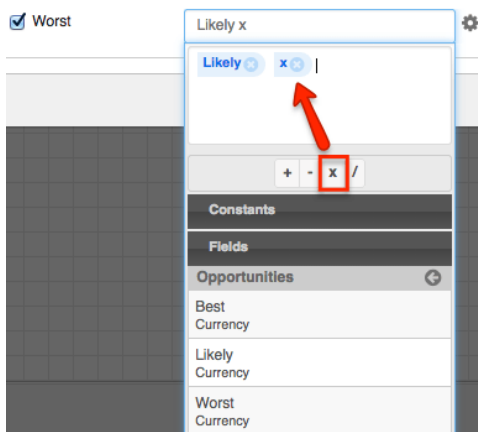 Worst
Likely x
Likely x
+ - x /
Constants
Fields
Opportunities
Best
Currency
Likely
Currency
Worst
Currency